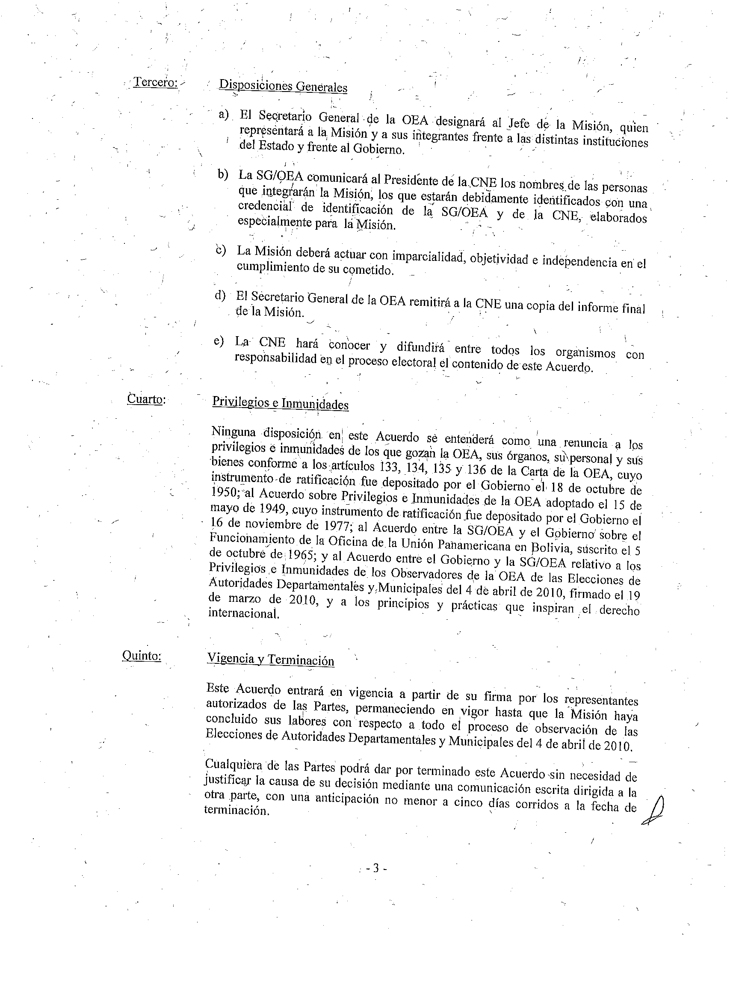 Tercero: Disposiciones Generales
a) El Secretario General de la OEA designará al Jefe de la Misión, quien
representará a la Misión y a sus integrantes frente a las distintas instituciones
del Estado y frente al Gobierno.
b) La SG/OEA comunicará al Presidente de la CNE los nombres de las personas
que integrarán la Misión, los que estarán debidamente identificados con una
credencial de identificación de la SG/OEA y de la CNE, elaborados
especialmente para la Misión.
c) La Misión deberá actuar con imparcialidad, objetividad e independencia en el
cumplimiento de su cometido.
d) El Secretario General de la OEA remitirá a la CNE una copia del informe final
de la Misión.
e) La CNE hará conocer y difundirá entre todos los organismos con
responsabilidad en el proceso electoral el contenido de este Acuerdo.
Cuarto: Privilegios e Inmunidades
Ninguna disposición en este Acuerdo se entenderá como una renuncia a los
privilegios e inmunidades de los que gozan la OEA, sus órganos, su personal y sus
bienes conforme a los artículos 133, 134, 135 y 136 de la Carta de la OEA, cuyo
instrumento de ratificación fue depositado por el Gobierno el 18 de octubre de
1950; al Acuerdo sobre Privilegios e Inmunidades de la OEA adoptado el 15 de
mayo de 1949, cuyo instrumento de ratificación fue depositado por el Gobierno el
16 de noviembre de 1977; al Acuerdo entre la SG/OEA y el Gobierno sobre el
Funcionamiento de la Oficina de la Unión Panamericana en Bolivia, suscrito el 5
de octubre de 1965; y al Acuerdo entre el Gobierno y la SG/OEA relativo a los
Privilegios e Inmunidades de los Observadores de la OEA de las Elecciones de
Autoridades Departamentales y Municipales del 4 de abril de 2010, firmado el 19
de marzo de 2010, y a los principios y prácticas que inspiran el derecho
internacional.
Quinto: Vigencia y Terminación
Este Acuerdo entrará en vigencia a partir de su firma por los representantes
autorizados de las Partes, permaneciendo en vigor hasta que la Misión haya
concluido sus labores con respecto a todo el proceso de observación de las
Elecciones de Autoridades Departamentales y Municipales del 4 de abril de 2010.
Cualquiera de las Partes podrá dar por terminado este Acuerdo sin necesidad de
justificar la causa de su decisión mediante una comunicación escrita dirigida a la
otra parte, con una anticipación no menor a cinco días corridos a la fecha de
terminación.
- 3 -